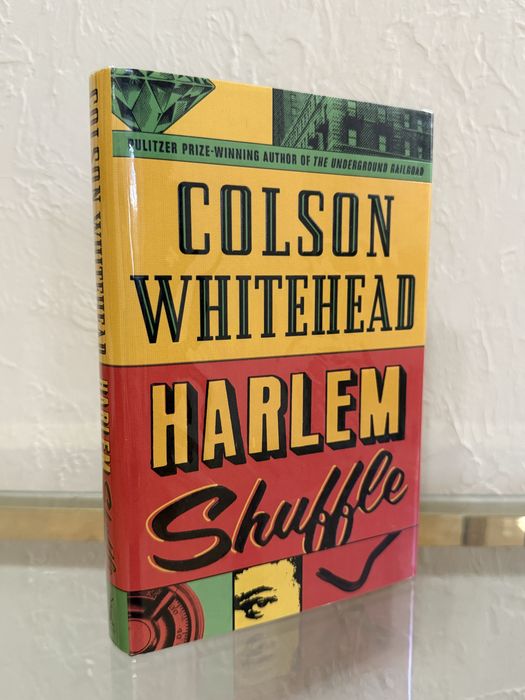 PULITZER PRIZE-WINNING AUTHOR OF THE UNDERGROUND RAILROAD
COLSON
WHITEHEAD
HARLEM
Shuffle
COLSON WHITEHEAD HARLEM